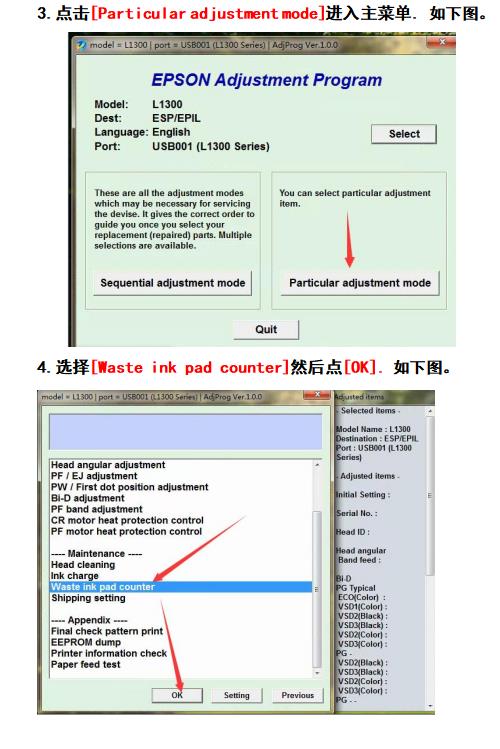 3. 点击[Particular adjustment mode]进入主菜单. 如下图。
model = L1300 | port = USB001 (L1300 Series) | AdjProg Ver.1.0.0
EPSON Adjustment Program
Model: L1300
Dest: ESP/EPIL
Language: English
Port: USB001 (L1300 Series)
Select
These are all the adjustment modes
which may be necessary for servicing
the devise. It gives the correct order to
guide you once you select your
replacement (repaired) parts. Multiple
selections are available.
Sequential adjustment mode
You can select particular adjustment
item.
Particular adjustment mode
Quit
4. 选择[Waste ink pad counter]然后点[OK]. 如下图。
model = L1300 | port = USB001 (L1300 Series) | AdjProg Ver.1.0.0
Head angular adjustment
PF / EJ adjustment
PW / First dot position adjustment
Bi-D adjustment
PF band adjustment
CR motor heat protection control
PF motor heat protection control
---- Maintenance ----
Head cleaning
Ink charge
Waste ink pad counter
Shipping setting
---- Appendix ----
Final check pattern print
EEPROM dump
Printer information check
Paper feed test
OK
Setting
Previous
Adjusted items
- Selected items -
Model Name : L1300
Destination : ESP/EPIL
Port : USB001 (L1300
Series)
- Adjusted items -
Initial Setting :
Serial No. :
Head ID :
Head angular
Band feed :
Bi-D
PG Typical
ECO(Color) :
VSD1(Color) :
VSD2(Black) :
VSD3(Black) :
VSD2(Color) :
VSD3(Color) :
PG -
VSD2(Black) :
VSD3(Black) :
VSD2(Color) :
VSD3(Color) :
PG - -